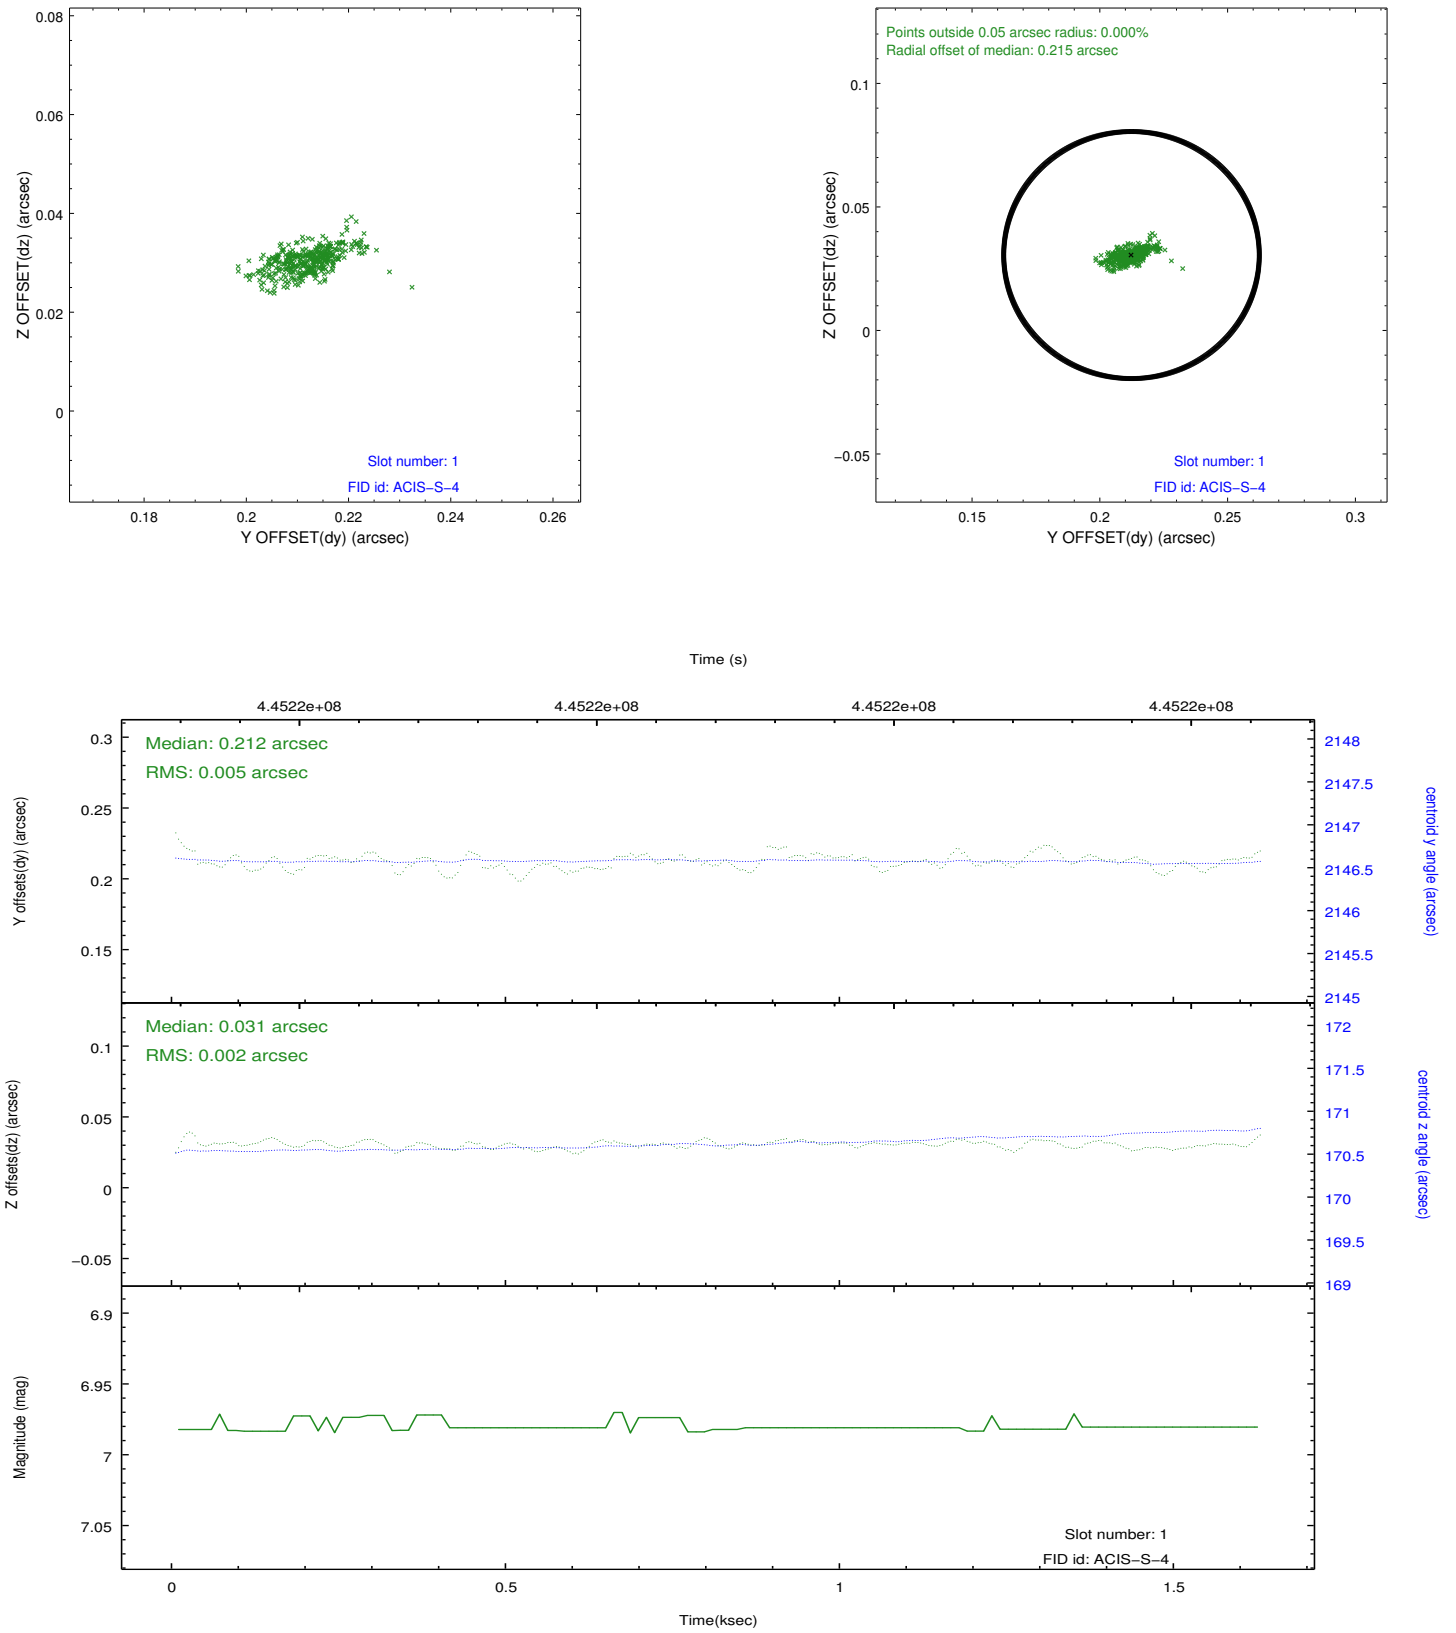 0.08
0.06
0.04
0.02
0
Z OFFSET(dz) (arcsec)
Slot number: 1
FID id: ACIS−S−4
0.18 0.2 0.22 0.24 0.26
Y OFFSET(dy) (arcsec)
Points outside 0.05 arcsec radius: 0.000%
Radial offset of median: 0.215 arcsec
0.1
0.05
0
−0.05
Z OFFSET(dz) (arcsec)
Slot number: 1
FID id: ACIS−S−4
0.15 0.2 0.25 0.3
Y OFFSET(dy) (arcsec)
Time (s)
4.4522e+08 4.4522e+08 4.4522e+08 4.4522e+08
Median: 0.212 arcsec
RMS: 0.005 arcsec
0.3
0.25
0.2
0.15
Y offsets(dy) (arcsec)
2148
2147.5
2147
2146.5
2146
2145.5
2145
centroid y angle (arcsec)
Median: 0.031 arcsec
RMS: 0.002 arcsec
0.1
0.05
0
−0.05
Z offsets(dz) (arcsec)
172
171.5
171
170.5
170
169.5
169
centroid z angle (arcsec)
6.9
6.95
7
7.05
Magnitude (mag)
Slot number: 1
FID id: ACIS−S−4
0 0.5 1 1.5
Time(ksec)